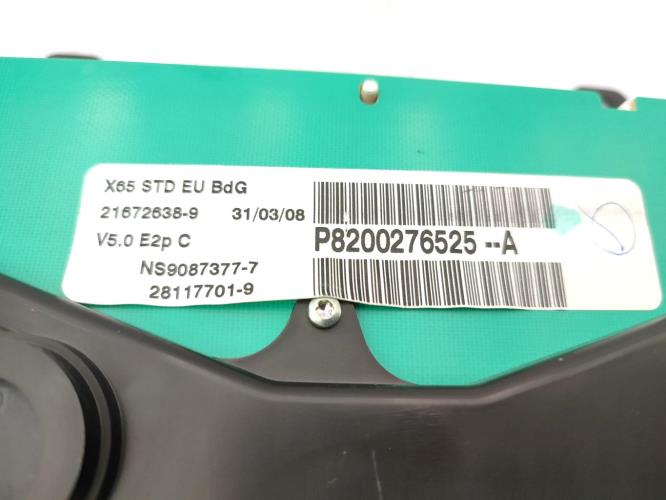 X65 STD EU BdG
21672638-9 31/03/08
V5.0 E2p C
P8200276525--A
NS9087377-7
28117701-9